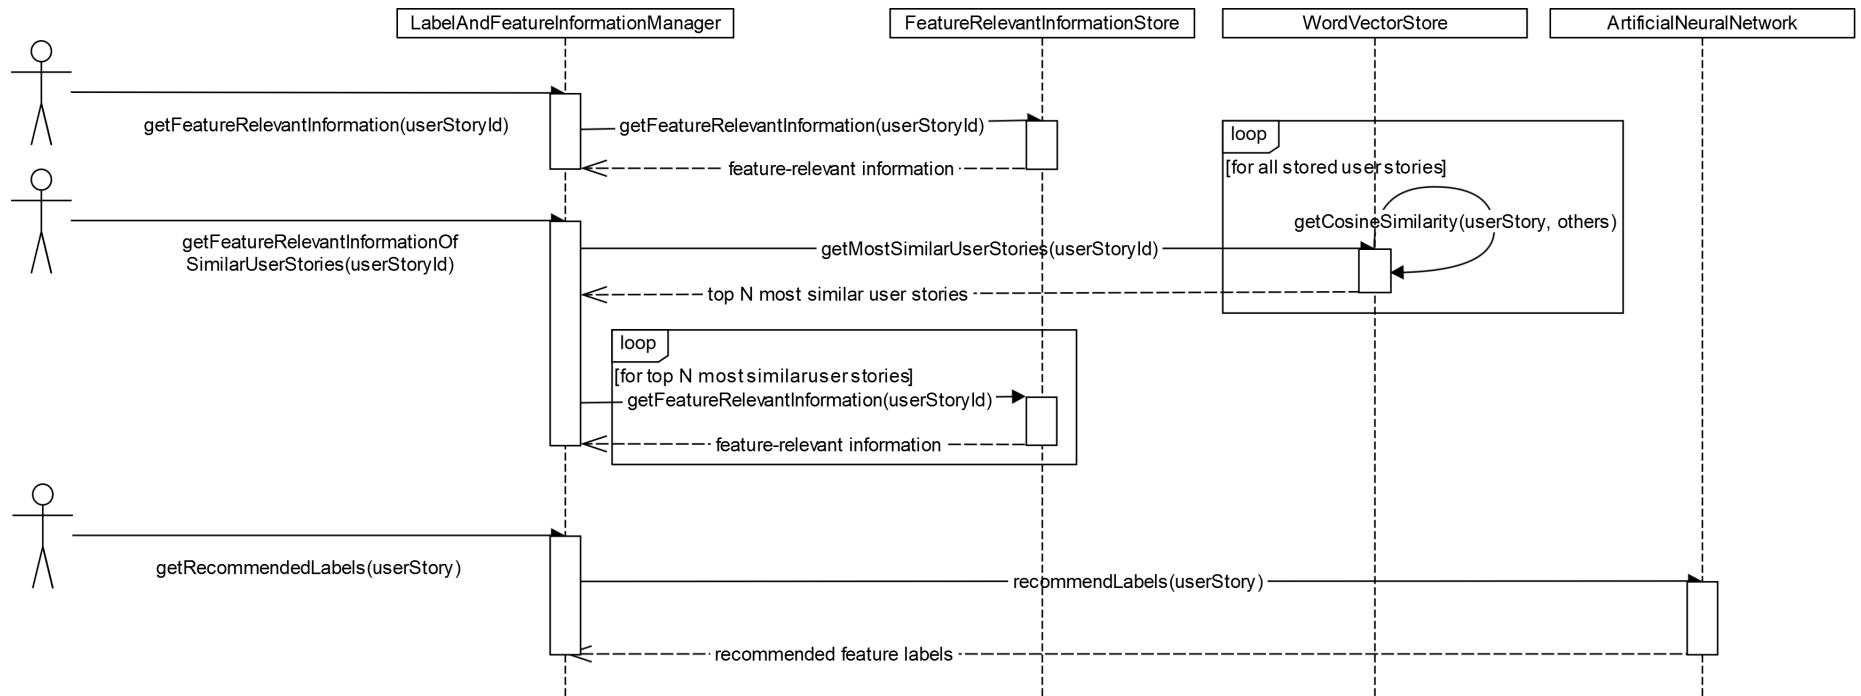 LabelAndFeatureInformationManager
FeatureRelevantInformationStore
WordVectorStore
ArtificialNeuralNetwork
getFeatureRelevantInformation(userStoryId)
getFeatureRelevantInformation(userStoryId)
feature-relevant information
loop
[for all stored user stories]
getCosineSimilarity(userStory, others)
getFeatureRelevantInformationOf
SimilarUserStories(userStoryId)
getMostSimilarUserStories(userStoryId)
top N most similar user stories
loop
[for top N most similar user stories]
getFeatureRelevantInformation(userStoryId)
feature-relevant information
getRecommendedLabels(userStory)
recommendLabels(userStory)
recommended feature labels